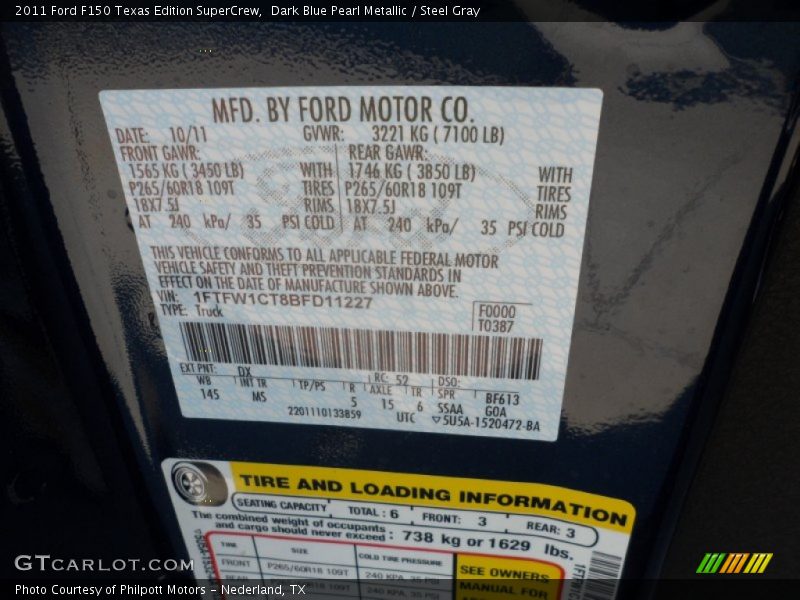 2011 Ford F150 Texas Edition SuperCrew, Dark Blue Pearl Metallic / Steel Gray
MFD. BY FORD MOTOR CO.
DATE: 10/11 GVWR: 3221 KG ( 7100 LB)
FRONT GAWR: REAR GAWR:
1565 KG ( 3450 LB) WITH 1746 KG ( 3850 LB) WITH
P265/60R18 109T TIRES P265/60R18 109T TIRES
18X7.5J RIMS 18X7.5J RIMS
AT 240 kPa/ 35 PSI COLD AT 240 kPa/ 35 PSI COLD
THIS VEHICLE CONFORMS TO ALL APPLICABLE FEDERAL MOTOR
VEHICLE SAFETY AND THEFT PREVENTION STANDARDS IN
EFFECT ON THE DATE OF MANUFACTURE SHOWN ABOVE.
VIN: 1FTFW1CT8BFD11227
TYPE: Truck
F0000
T0387
EXT PNT: DX RC: 52 DSO:
WB INT TR TP/PS R AXLE TR SPR BF613
145 MS 5 15 6 SSAA GOA
2201110133859 UTC ▽5U5A-1520472-BA
TIRE AND LOADING INFORMATION
SEATING CAPACITY TOTAL : 6 FRONT: 3 REAR: 3
The combined weight of occupants
and cargo should never exceed : 738 kg or 1629 lbs.
TIRE SIZE COLD TIRE PRESSURE
FRONT P265/60R18 109T 240 KPA, 35 PSI
SEE OWNERS
REAR 109T 240 KPA, 35 PSI
MANUAL FOR
GTCARLOT.COM
Photo Courtesy of Philpott Motors – Nederland, TX